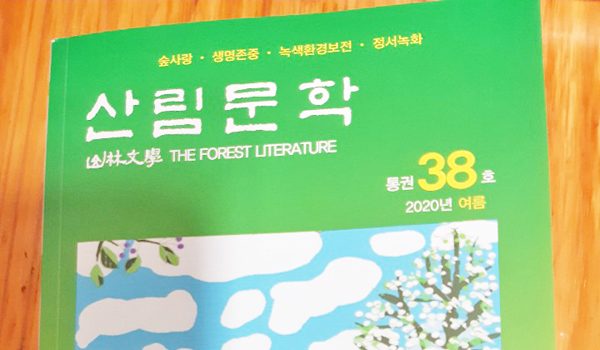 숲사랑 · 생명존중 · 녹색환경보전 · 정서녹화
산림문학
山林文學 THE FOREST LITERATURE
통권 38 호
2020년 여름